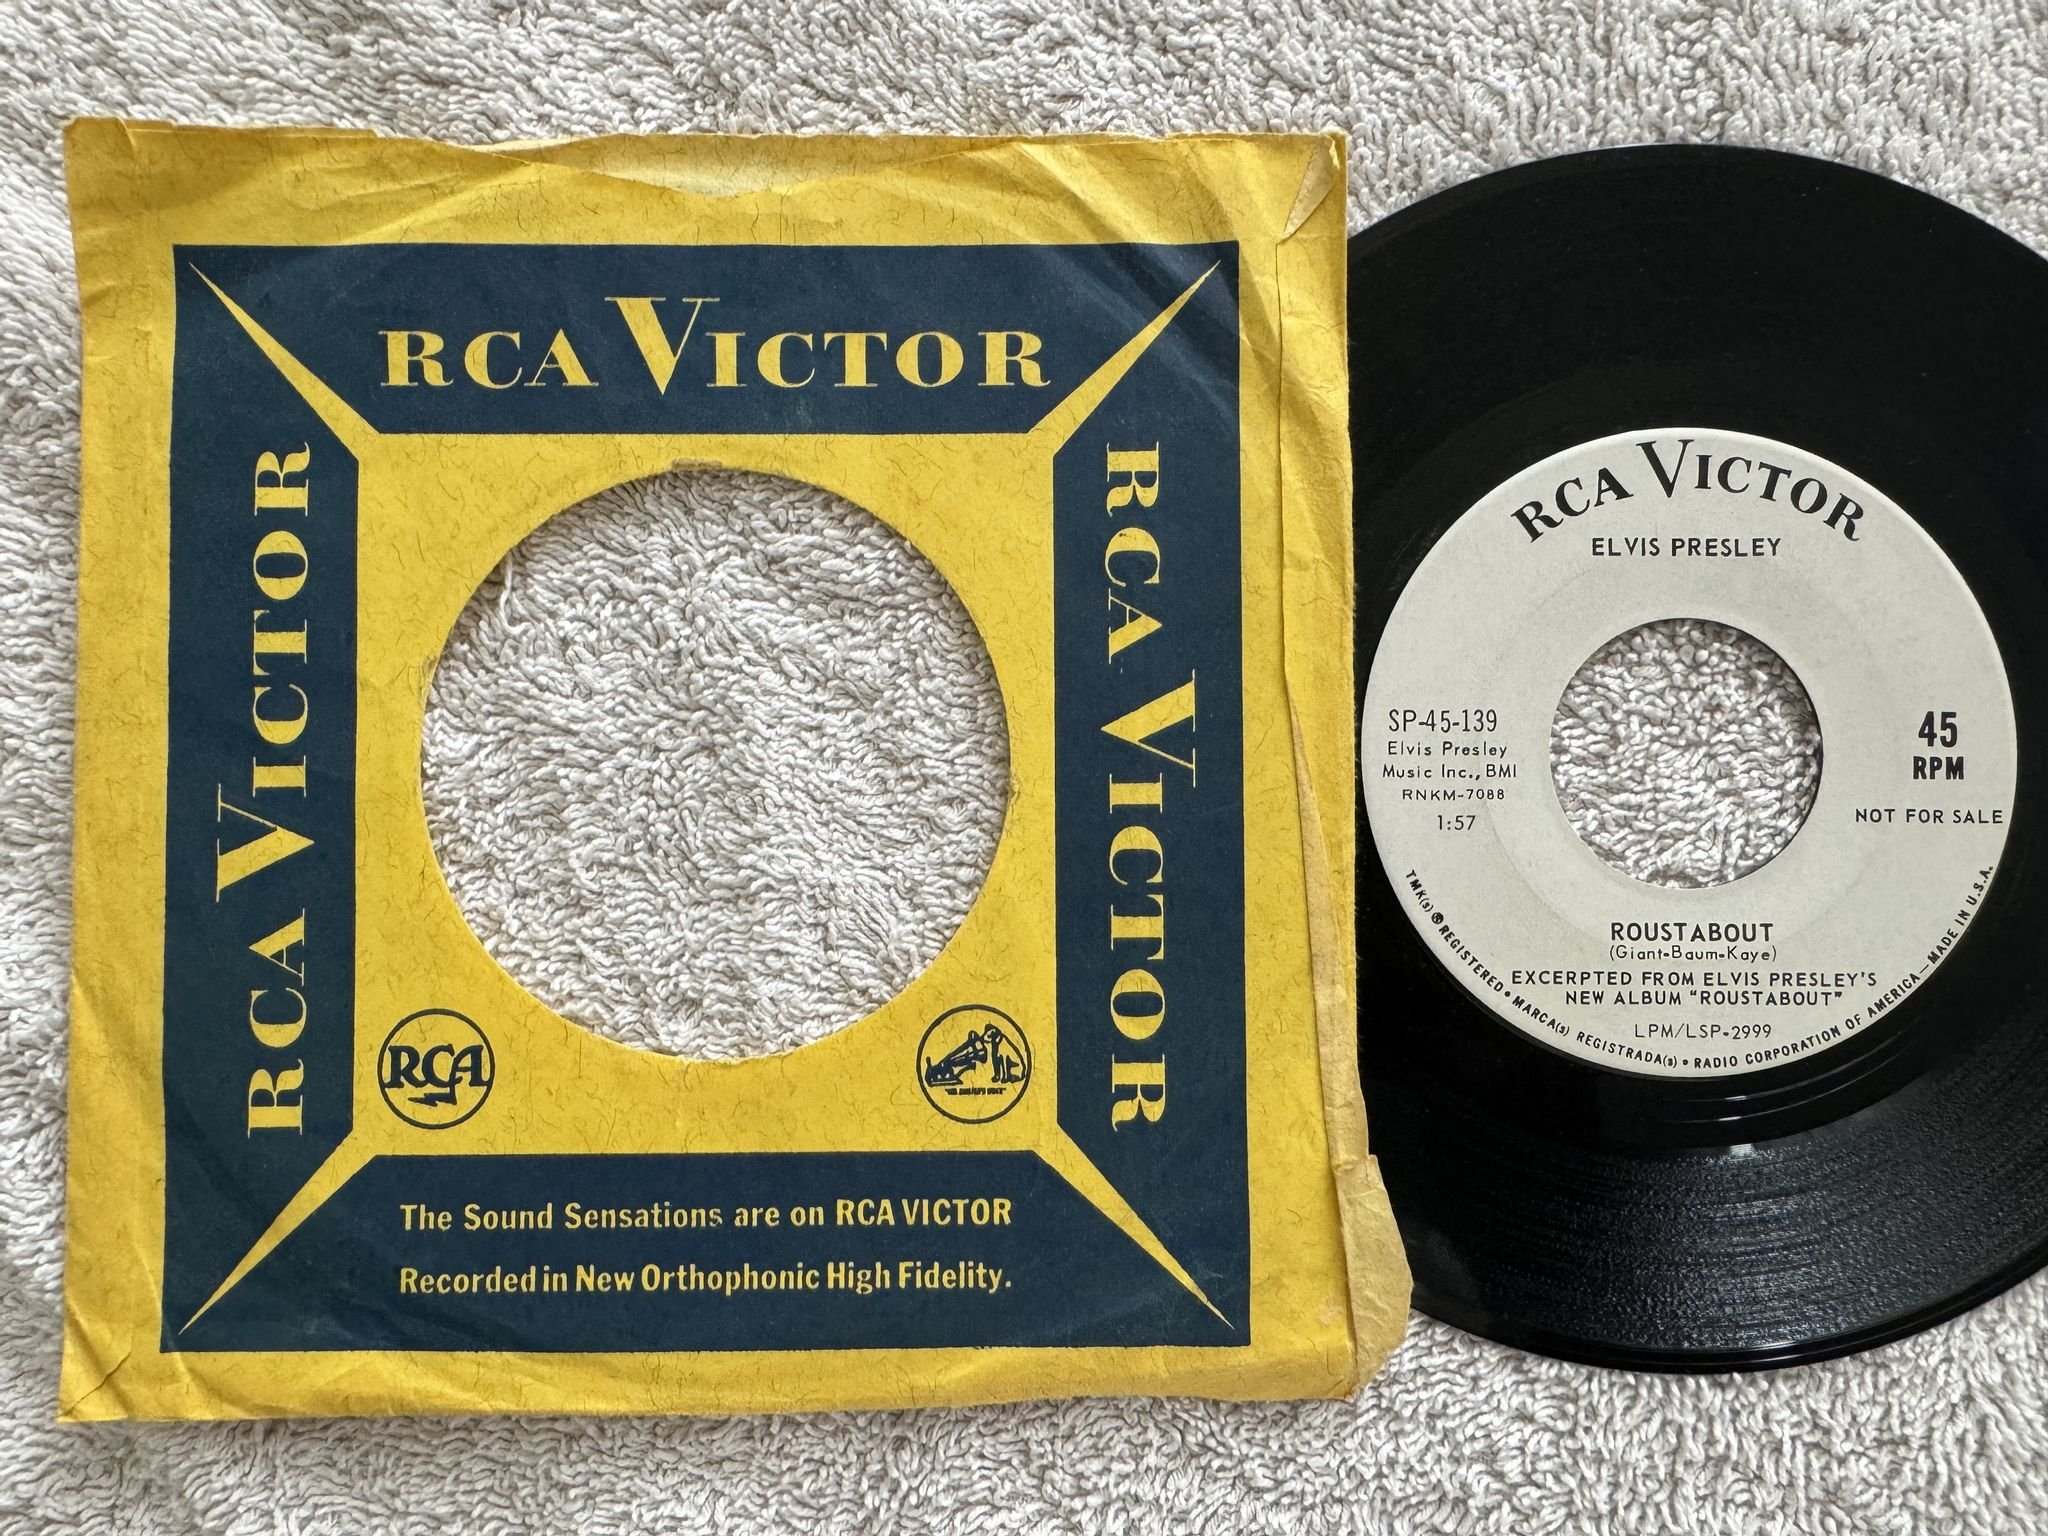 RCA VICTOR
RCA VICTOR
RCA VICTOR
RCA
"HIS MASTER'S VOICE"
The Sound Sensations are on RCA VICTOR
Recorded in New Orthophonic High Fidelity.
RCA VICTOR
ELVIS PRESLEY
SP-45-139
Elvis Presley
Music Inc., BMI
RNKM-7088
1:57
45
RPM
NOT FOR SALE
ROUSTABOUT
(Giant-Baum-Kaye)
EXCERPTED FROM ELVIS PRESLEY'S
NEW ALBUM "ROUSTABOUT"
LPM/LSP-2999
TMK(s) ® REGISTERED • MARCA(s) REGISTRADA(s) • RADIO CORPORATION OF AMERICA—MADE IN U.S.A.